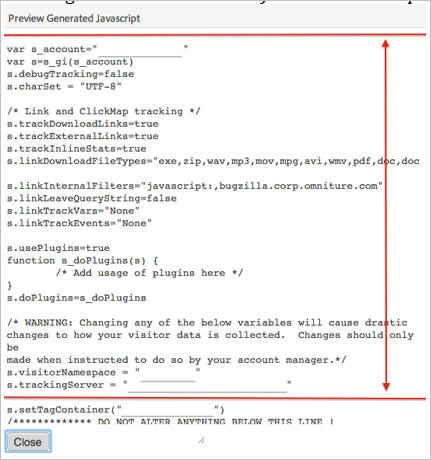 Preview Generated Javascript
var s_account="                "
var s=s_gi(s_account)
s.debugTracking=false
s.charSet = "UTF-8"
/* Link and ClickMap tracking */
s.trackDownloadLinks=true
s.trackExternalLinks=true
s.trackInlineStats=true
s.linkDownloadFileTypes="exe,zip,wav,mp3,mov,mpg,avi,wmv,pdf,doc,doc
s.linkInternalFilters="javascript:,bugzilla.corp.omniture.com"
s.linkLeaveQueryString=false
s.linkTrackVars="None"
s.linkTrackEvents="None"
s.usePlugins=true
function s_doPlugins(s) {
/* Add usage of plugins here */
}
s.doPlugins=s_doPlugins
/* WARNING: Changing any of the below variables will cause drastic
changes to how your visitor data is collected.  Changes should only
be
made when instructed to do so by your account manager.*/
s.visitorNamespace = "          "
s.trackingServer = "                              "
s.setTagContainer("                  ")
/************* DO NOT ALTER ANYTHING BELOW THIS LINE !
Close